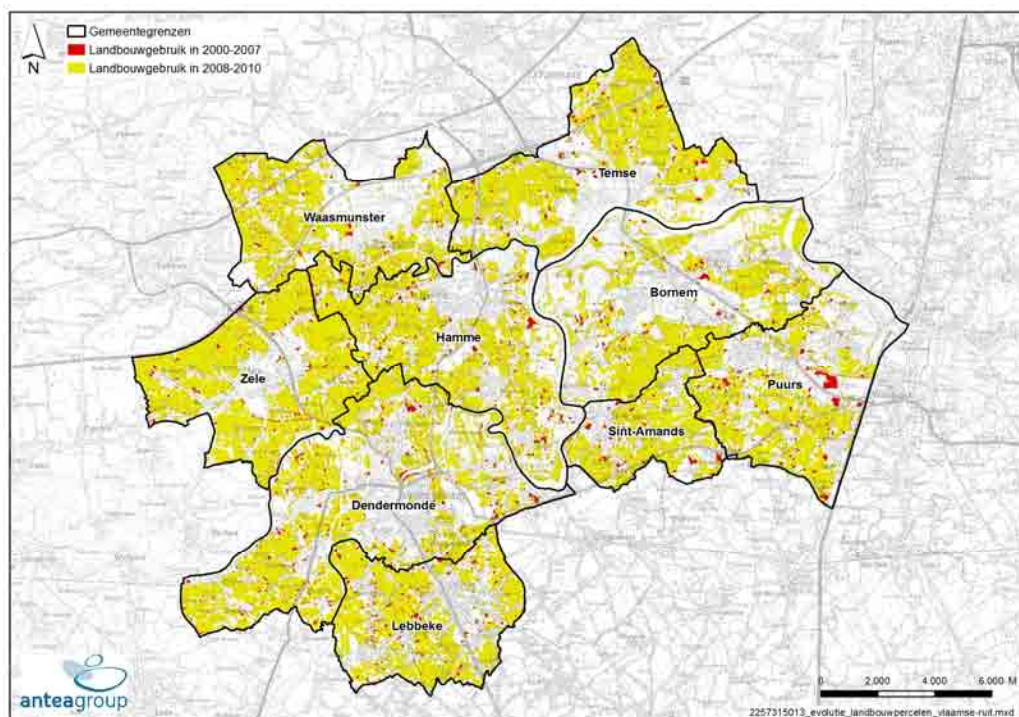 Gemeentegrenzen
Landbouwgebruik in 2000-2007
Landbouwgebruik in 2008-2010
N
Temse
Waasmunster
Bornem
Hamme
Zele
Puurs
Sint-Amands
Dendermonde
Lebbeke
anteagroup
0 2.000 4.000 6.000 M
2257315013_evolutie_landbouwpercelen_vlaamse-ruit.mxd